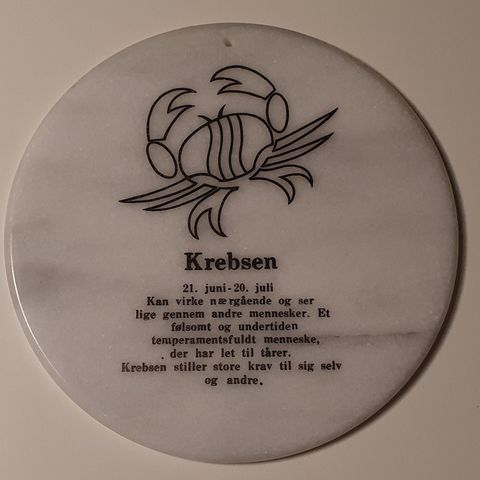 Krebsen
21. juni-20. juli
Kan virke nærgående og ser
lige gennem andre mennesker. Et
følsomt og undertiden
temperamentsfuldt menneske,
der har let til tårer.
Krebsen stiller store krav til sig selv
og andre.